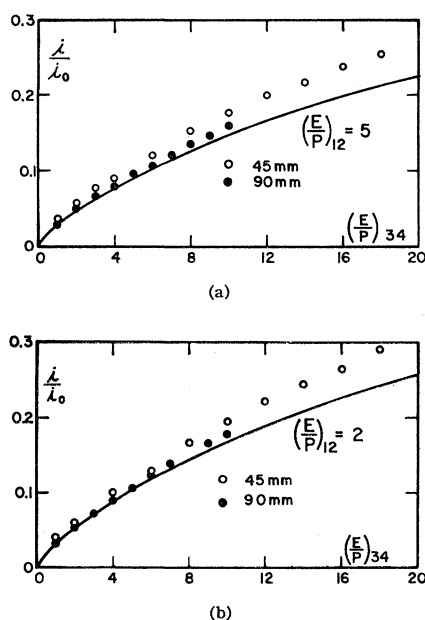 0.3
i
i₀
0.2
(E/P)₁₂ = 5
0.1
○ 45 mm
● 90 mm
(E/P)₃₄
0
0 4 8 12 16 20
(a)
0.3
i
i₀
0.2
(E/P)₁₂ = 2
0.1
○ 45 mm
● 90 mm
(E/P)₃₄
0
0 4 8 12 16 20
(b)